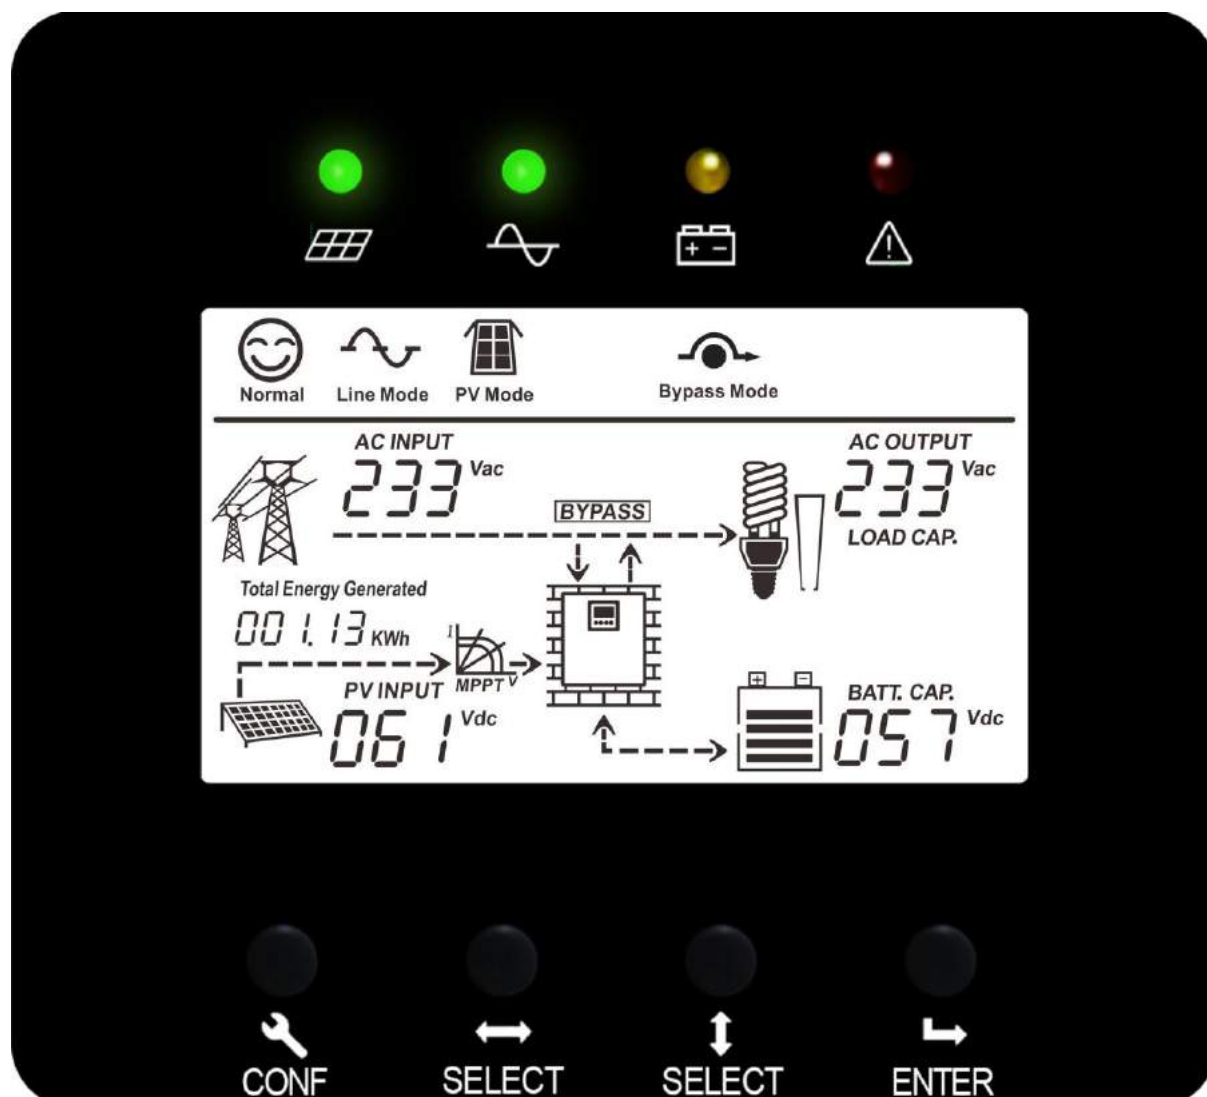 Normal Line Mode PV Mode Bypass Mode
AC INPUT
233 Vac
AC OUTPUT
233 Vac
BYPASS
LOAD CAP.
Total Energy Generated
001.13 KWh
I
MPPT V
PV INPUT
061 Vdc
+ −
BATT. CAP.
057 Vdc
CONF SELECT SELECT ENTER